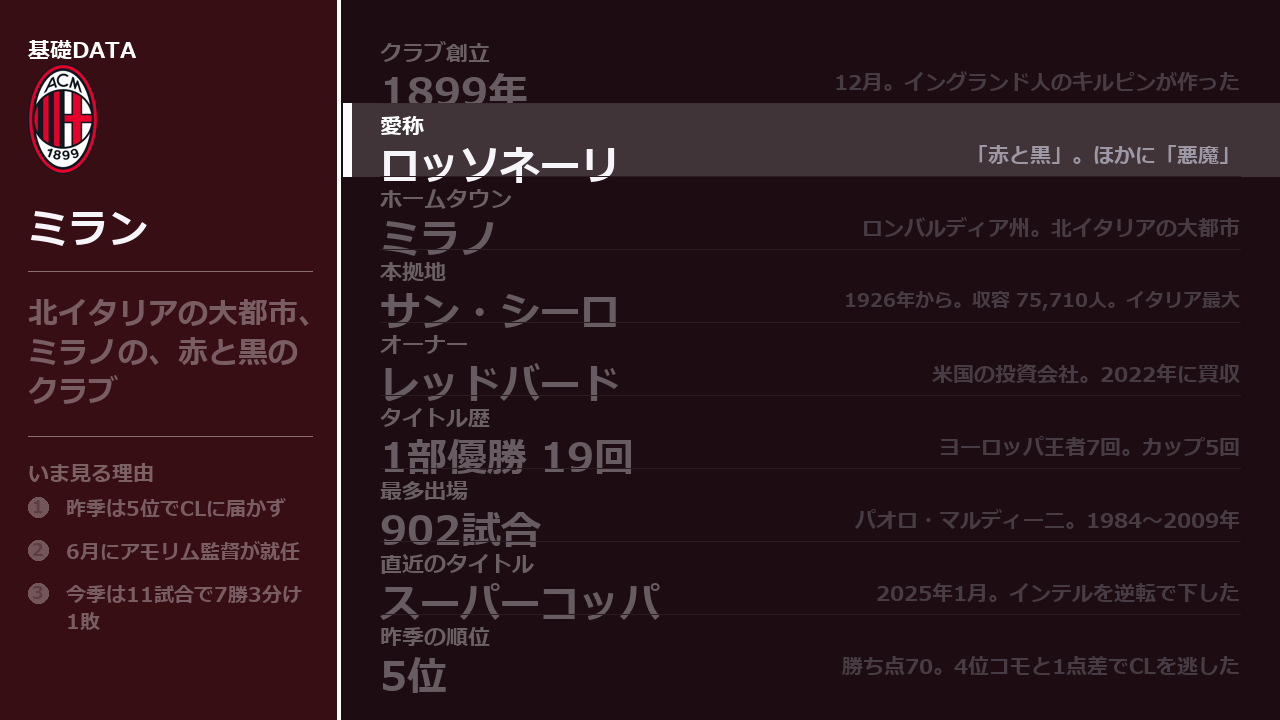 基礎DATA
ACM
1899
ミラン
北イタリアの大都市、
ミラノの、赤と黒の
クラブ
いま見る理由
1 昨季は5位でCLに届かず
2 6月にアモリム監督が就任
3 今季は11試合で7勝3分け
1敗
クラブ創立
1899年 12月。イングランド人のキルピンが作った
愛称
ロッソネーリ 「赤と黒」。ほかに「悪魔」
ホームタウン
ミラノ ロンバルディア州。北イタリアの大都市
本拠地
サン・シーロ 1926年から。収容 75,710人。イタリア最大
オーナー
レッドバード 米国の投資会社。2022年に買収
タイトル歴
1部優勝 19回 ヨーロッパ王者7回。カップ5回
最多出場
902試合 パオロ・マルディーニ。1984〜2009年
直近のタイトル
スーパーコッパ 2025年1月。インテルを逆転で下した
昨季の順位
5位 勝ち点70。4位コモと1点差でCLを逃した